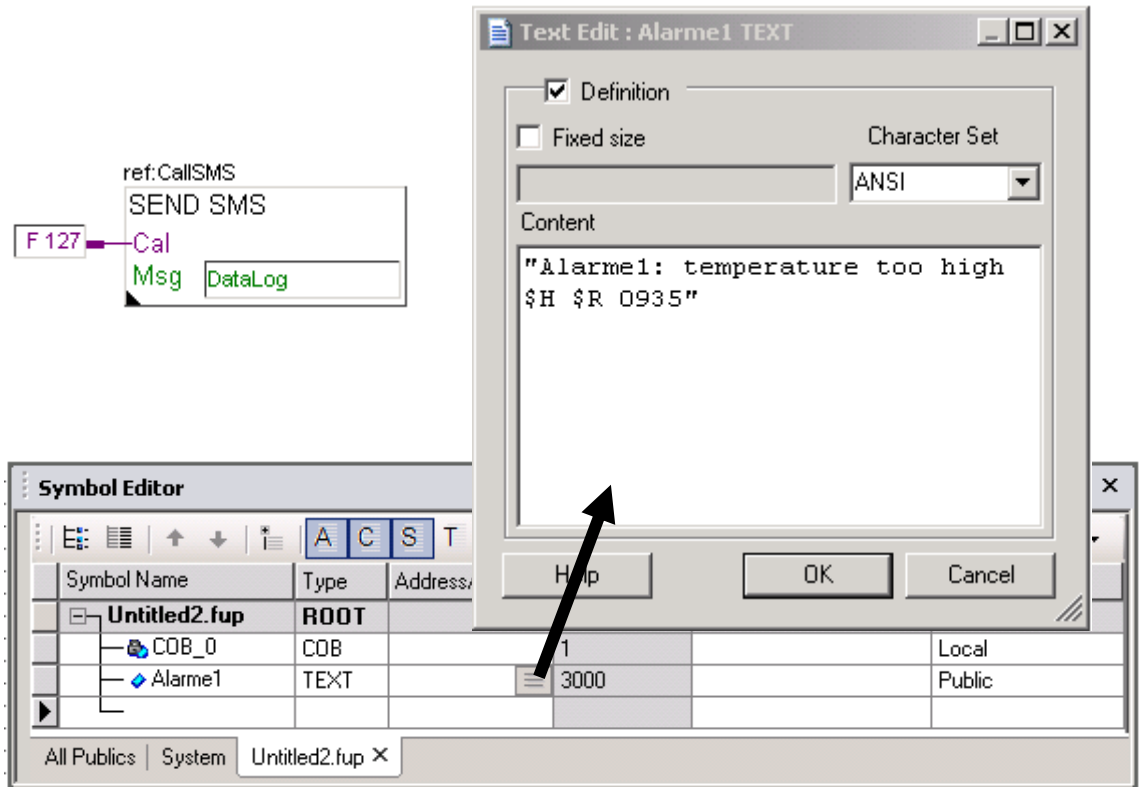 Text Edit : Alarme1 TEXT
Definition
Fixed size
Character Set
ANSI
Content
"Alarme1: temperature too high
$H $R 0935"
Help
OK
Cancel
ref:CallSMS
SEND SMS
F 127
Cal
Msg
DataLog
Symbol Editor
A C S T
Symbol Name
Type
Untitled2.fup
ROOT
COB_0
COB
1
Local
Alarme1
TEXT
3000
Public
All Publics
System
Untitled2.fup